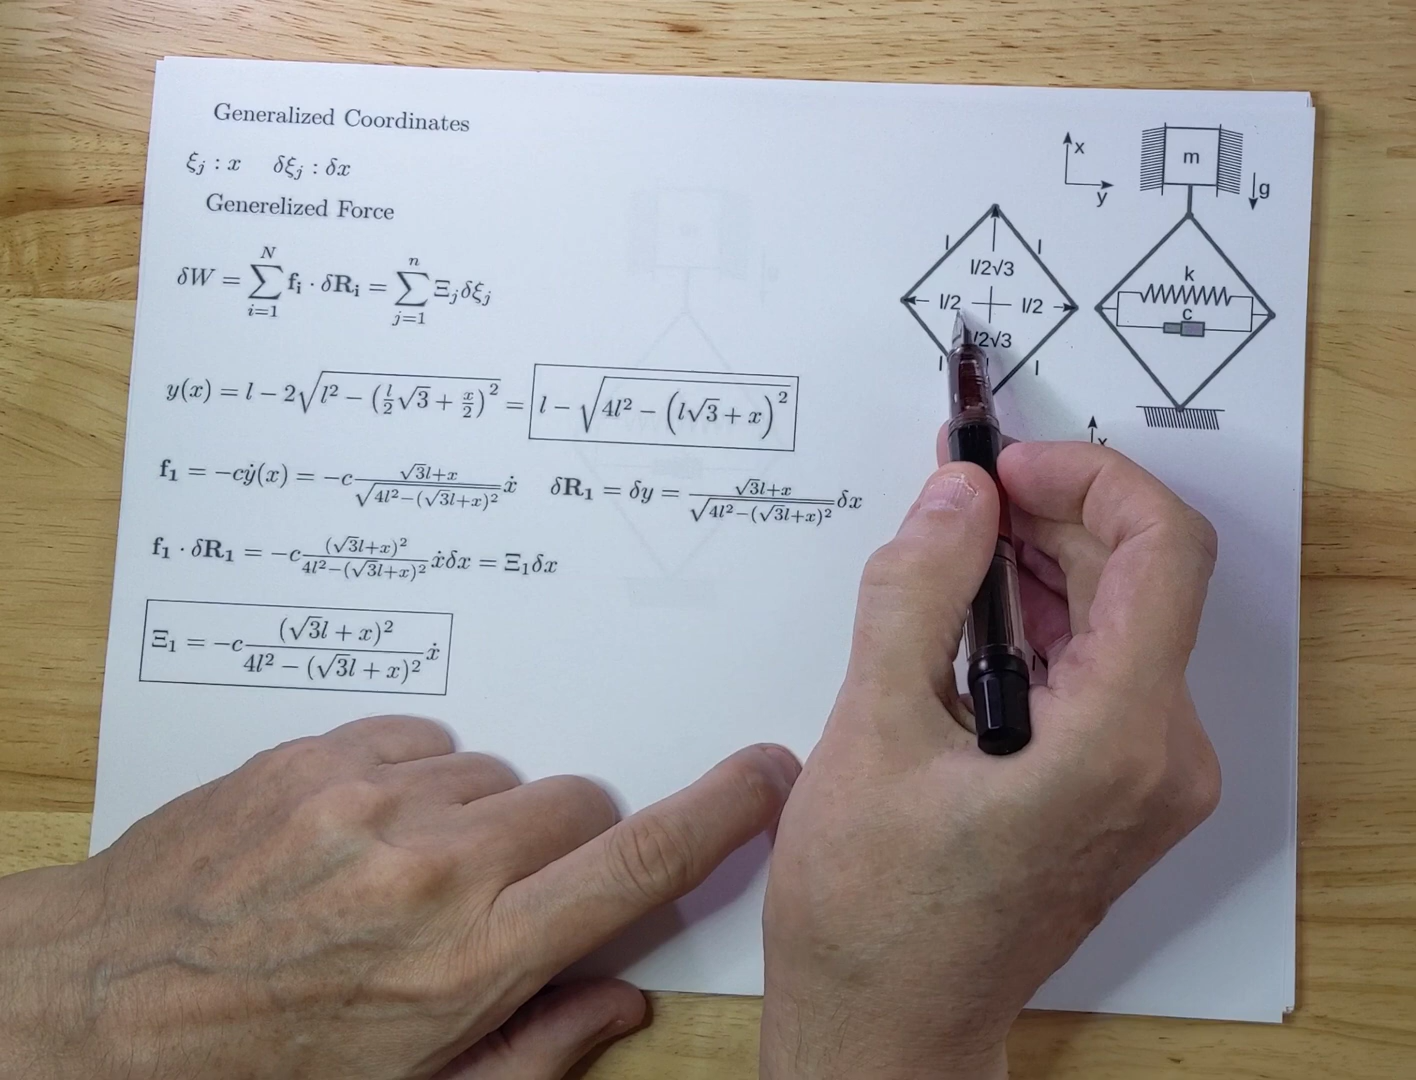 Generalized Coordinates
ξ_j : x   δξ_j : δx
Generelized Force
δW = ∑_{i=1}^{N} f_i · δR_i = ∑_{j=1}^{n} Ξ_j δξ_j
y(x) = l − 2√(l² − (l/2 √3 + x/2)²) = l − √(4l² − (l√3 + x)²)
f_1 = −cẏ(x) = −c (√3l+x)/√(4l²−(√3l+x)²) ẋ   δR_1 = δy = (√3l+x)/√(4l²−(√3l+x)²) δx
f_1 · δR_1 = −c (√3l+x)²/(4l²−(√3l+x)²) ẋδx = Ξ_1δx
Ξ_1 = −c (√3l + x)²/(4l² − (√3l + x)²) ẋ
x
y
m
g
l l
l/2√3
l/2 l/2
/2√3
l l
k
c
x
l